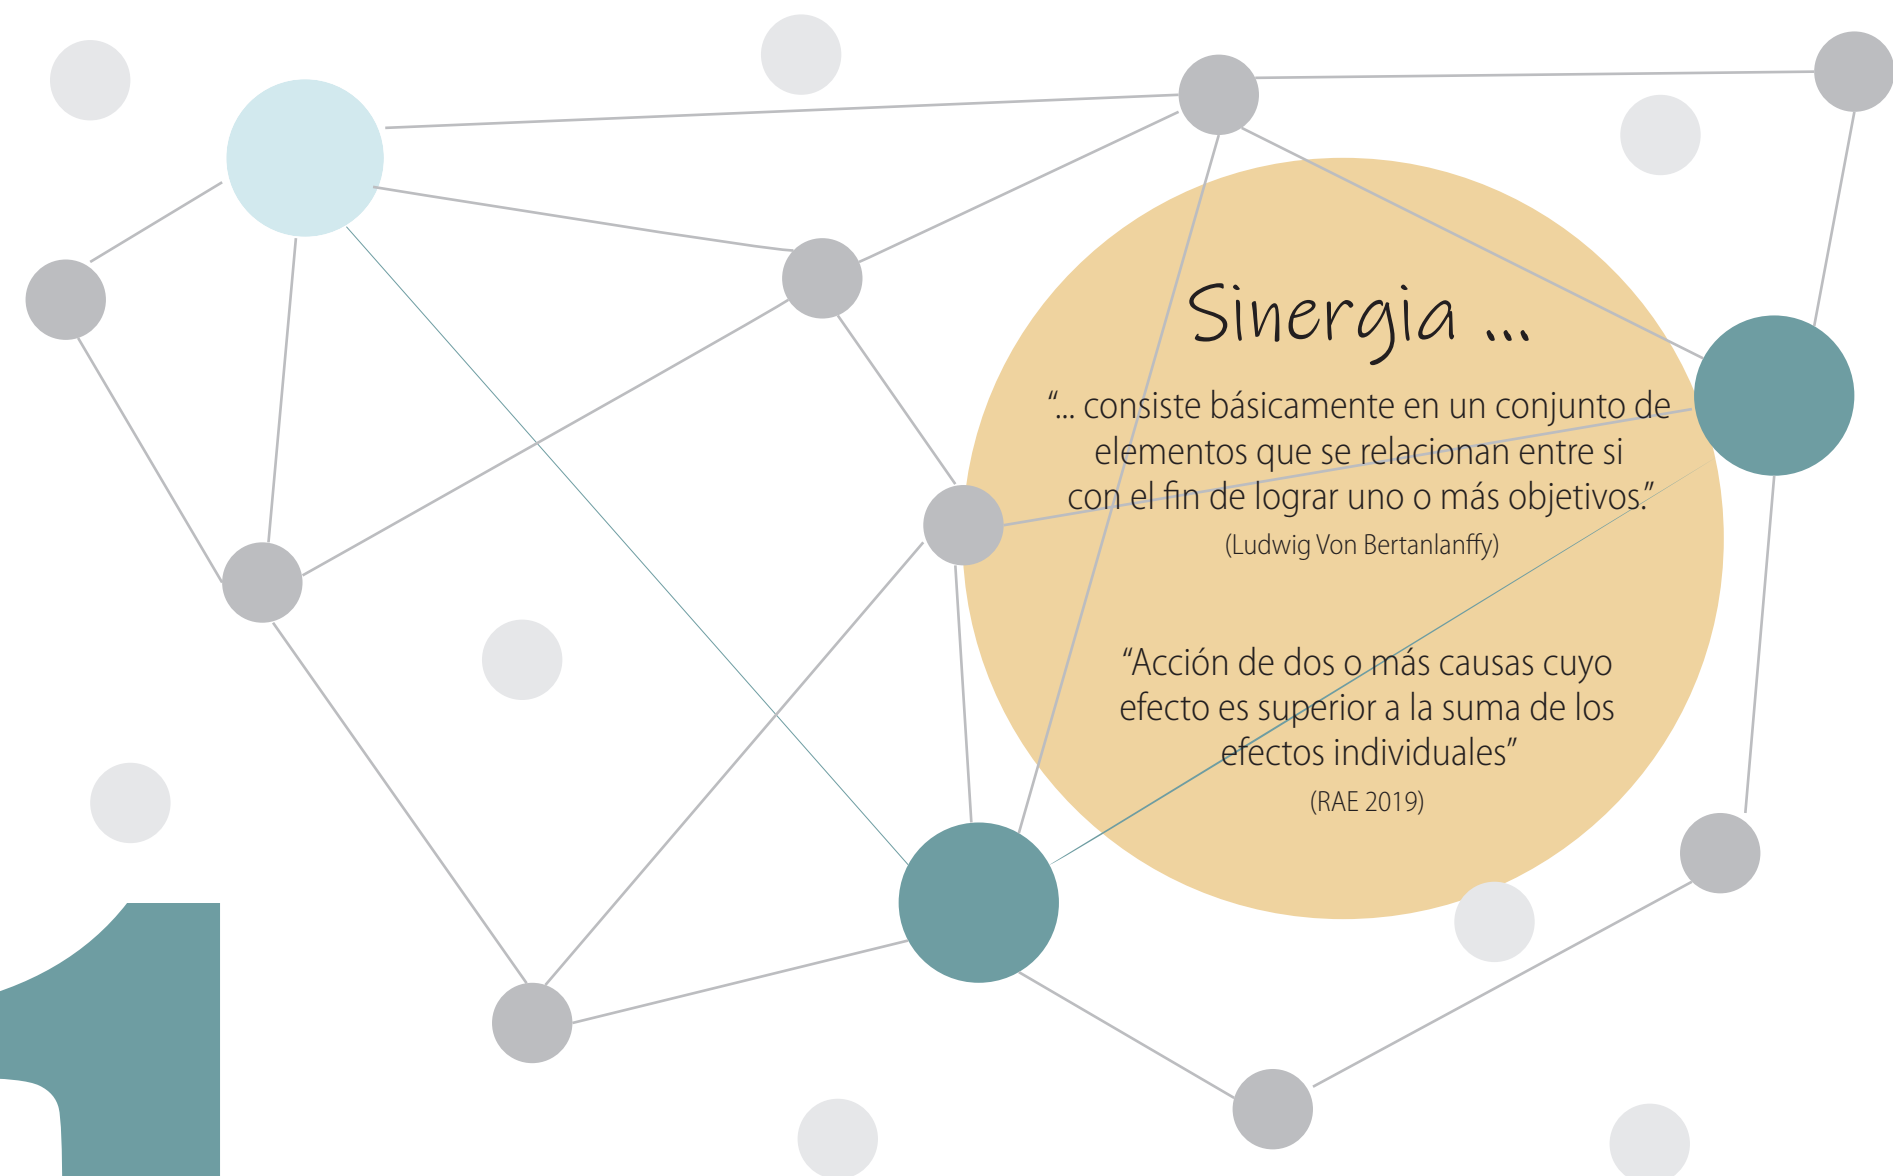 Sinergia ...
“... consiste básicamente en un conjunto de
elementos que se relacionan entre si
con el fin de lograr uno o más objetivos.”
(Ludwig Von Bertanlanffy)
“Acción de dos o más causas cuyo
efecto es superior a la suma de los
efectos individuales”
(RAE 2019)
1